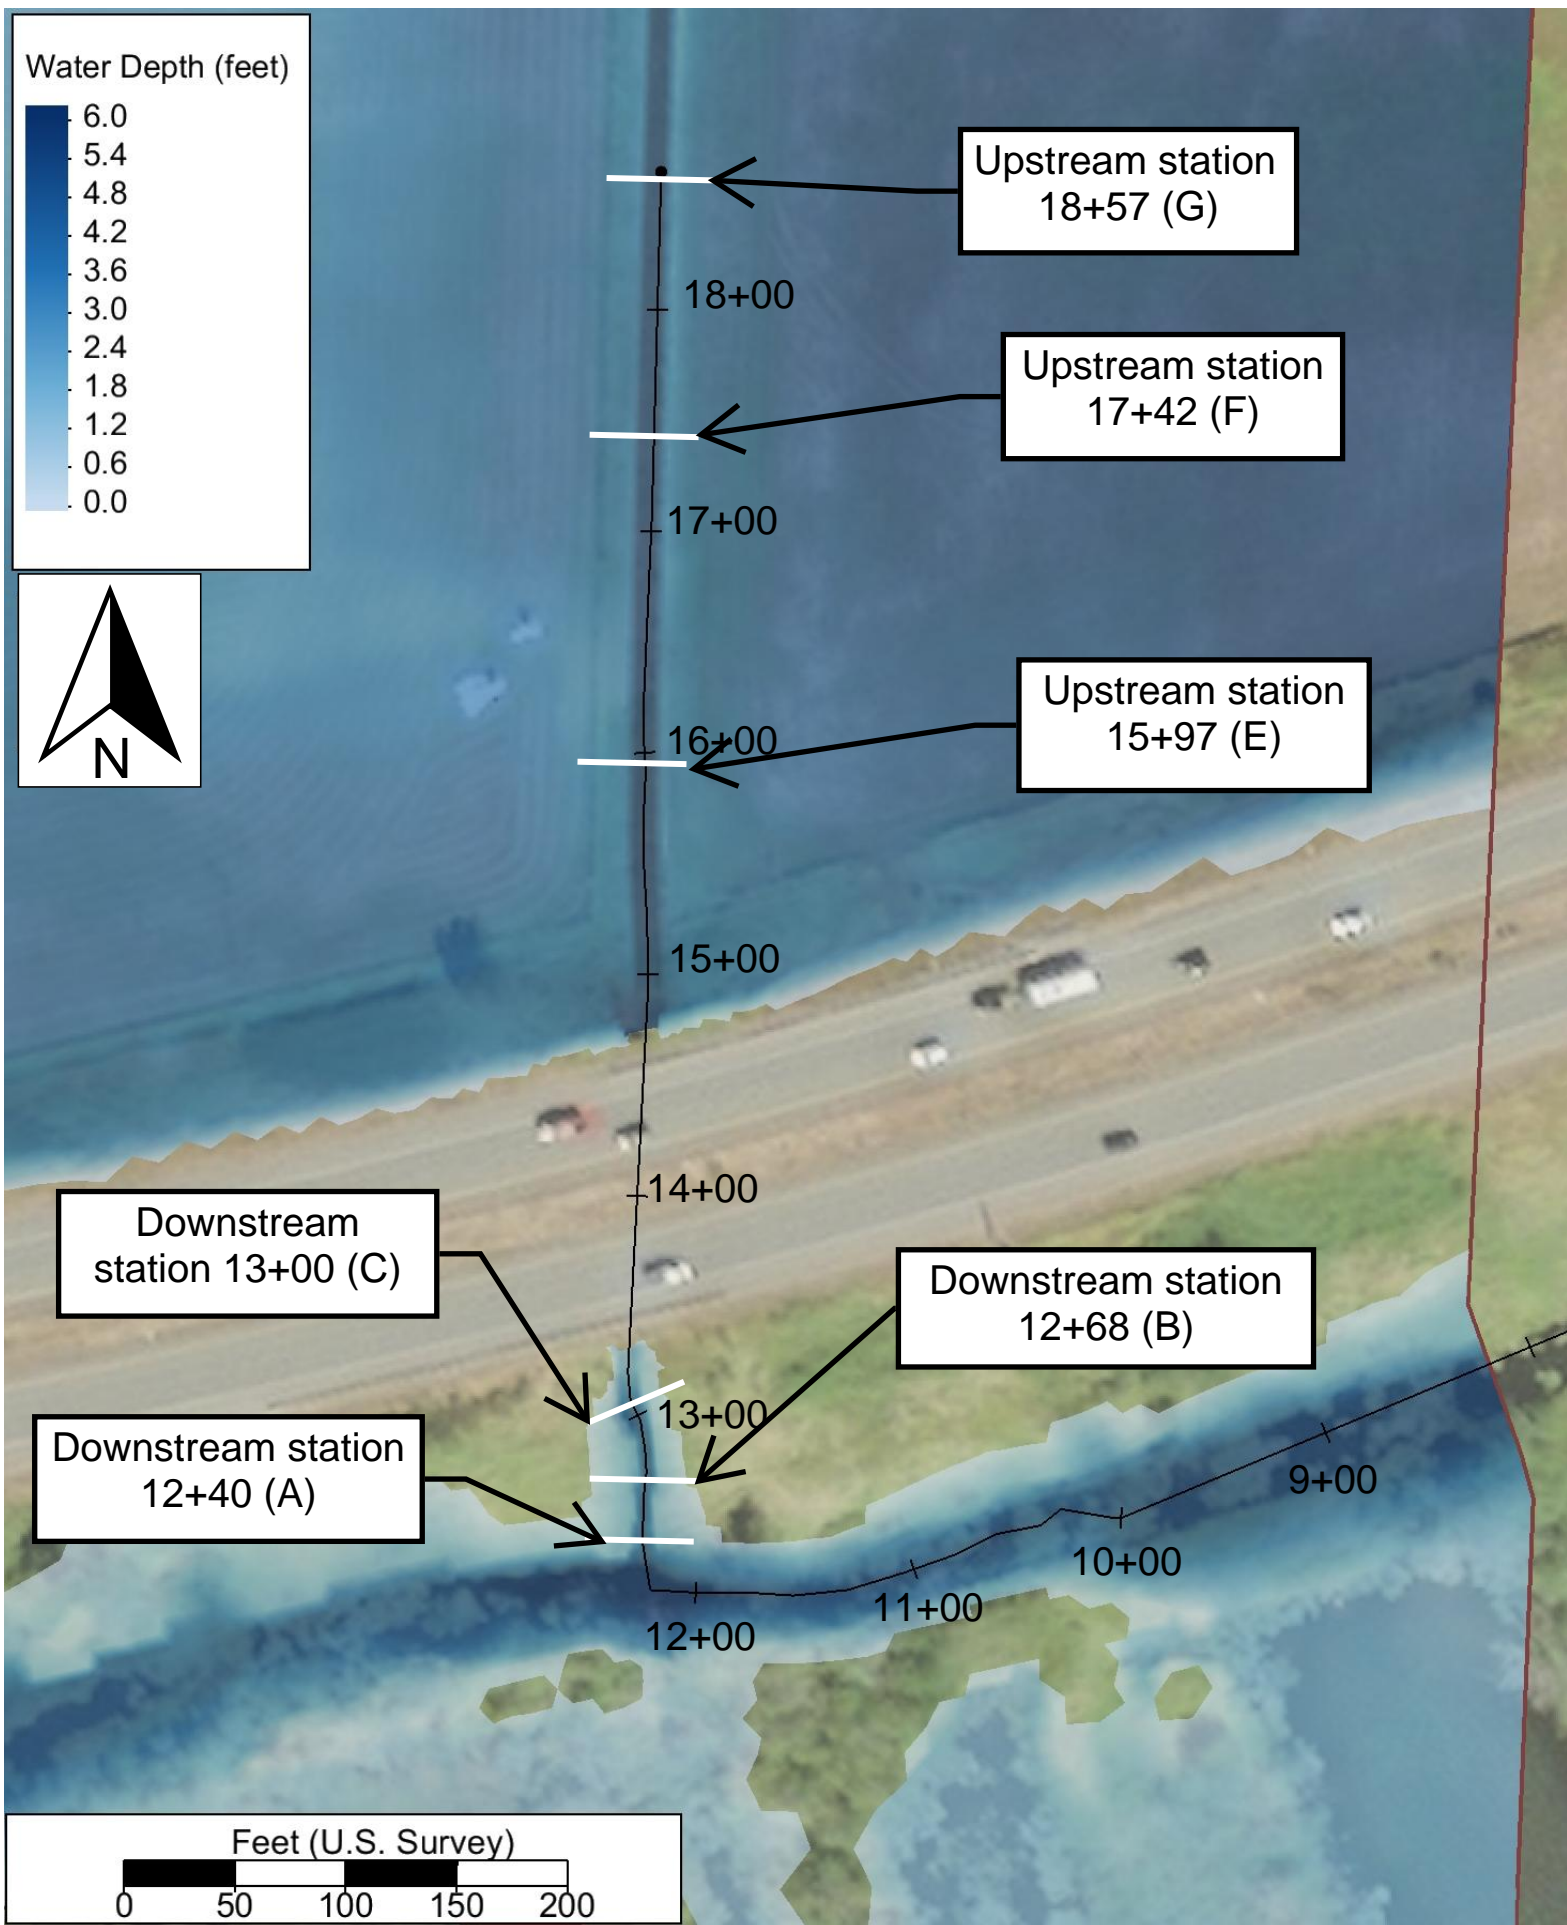 Water Depth (feet)
6.0
5.4
4.8
4.2
3.6
3.0
2.4
1.8
1.2
0.6
0.0
N
Upstream station
18+57 (G)
18+00
Upstream station
17+42 (F)
17+00
Upstream station
15+97 (E)
16+00
15+00
14+00
Downstream
station 13+00 (C)
Downstream station
12+68 (B)
13+00
Downstream station
12+40 (A)
9+00
10+00
11+00
12+00
Feet (U.S. Survey)
0 50 100 150 200